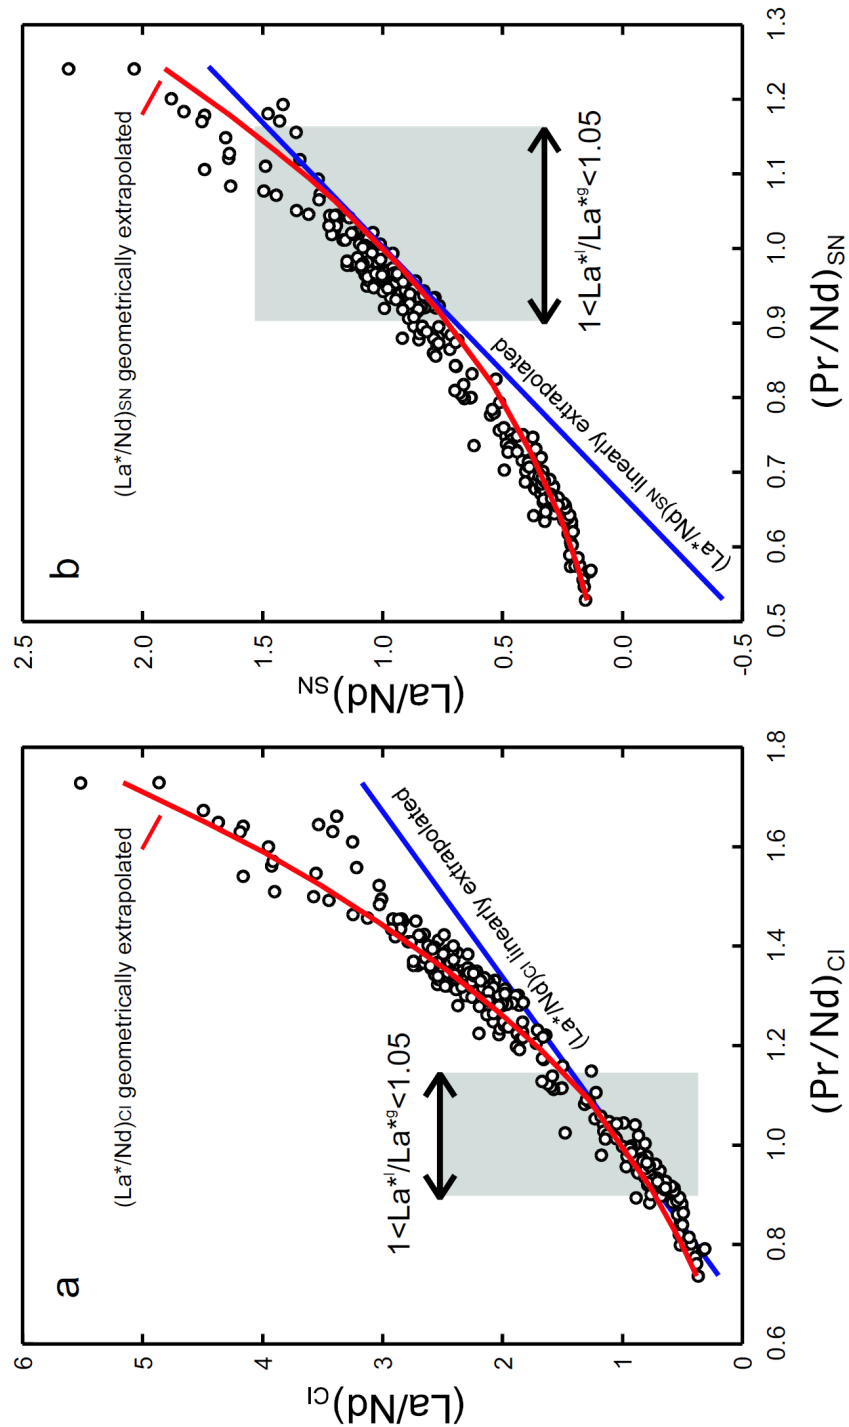 a
(La/Nd)CI
5
4
3
2
1
0
(La*/Nd)CI geometrically extrapolated
1<La*l/La*g<1.05
(La*/Nd)CI linearly extrapolated
0.6
0.8
1.0
1.2
1.4
1.6
1.8
(Pr/Nd)CI
b
(La/Nd)SN
2.5
2.0
1.5
1.0
0.5
0.0
-0.5
(La*/Nd)SN geometrically extrapolated
1<La*l/La*g<1.05
(La*/Nd)SN linearly extrapolated
0.5
0.6
0.7
0.8
0.9
1.0
1.1
1.2
1.3
(Pr/Nd)SN